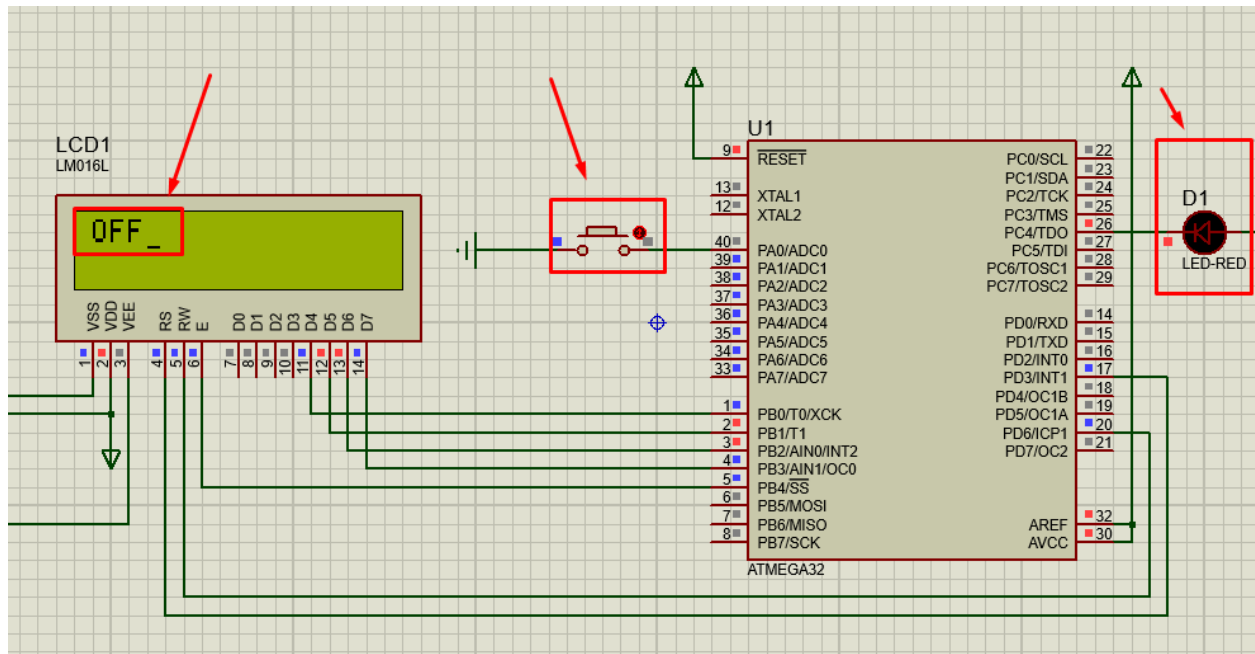 LCD1
LM016L
OFF_
VSS
VDD
VEE
RS
RW
E
D0
D1
D2
D3
D4
D5
D6
D7
1
2
3
4
5
6
7
8
9
10
11
12
13
14
U1
9 RESET
13 XTAL1
12 XTAL2
40 PA0/ADC0
39 PA1/ADC1
38 PA2/ADC2
37 PA3/ADC3
36 PA4/ADC4
35 PA5/ADC5
34 PA6/ADC6
33 PA7/ADC7
1 PB0/T0/XCK
2 PB1/T1
3 PB2/AIN0/INT2
4 PB3/AIN1/OC0
5 PB4/SS
6 PB5/MOSI
7 PB6/MISO
8 PB7/SCK
PC0/SCL 22
PC1/SDA 23
PC2/TCK 24
PC3/TMS 25
PC4/TDO 26
PC5/TDI 27
PC6/TOSC1 28
PC7/TOSC2 29
PD0/RXD 14
PD1/TXD 15
PD2/INT0 16
PD3/INT1 17
PD4/OC1B 18
PD5/OC1A 19
PD6/ICP1 20
PD7/OC2 21
AREF 32
AVCC 30
ATMEGA32
D1
LED-RED